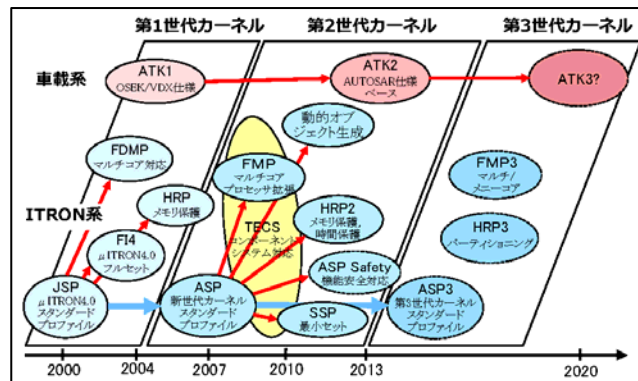 第1世代カーネル
第2世代カーネル
第3世代カーネル
車載系
ATK1
OSEK/VDX仕様
ATK2
AUTOSAR仕様
ベース
ATK3?
動的オブ
ジェクト生成
FDMP
マルチコア対応
FMP
マルチコア
プロセッサ拡張
FMP3
マルチ/
メニーコア
ITRON系
HRP
メモリ保護
TECS
コンポーネント
システム対応
HRP2
メモリ保護,
時間保護
HRP3
パーティショニング
FI4
μITRON4.0
フルセット
ASP Safety
機能安全対応
JSP
μITRON4.0
スタンダード
プロファイル
ASP
新世代カーネル
スタンダード
プロファイル
SSP
最小セット
ASP3
第3世代カーネル
スタンダード
プロファイル
2000
2004
2007
2010
2013
2020